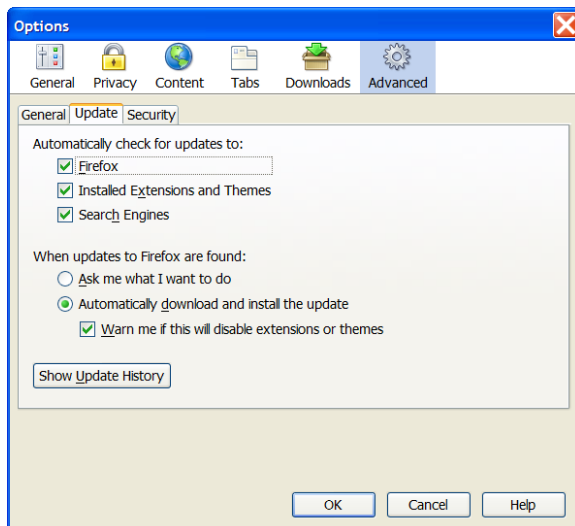 Options
General Privacy Content Tabs Downloads Advanced
General Update Security
Automatically check for updates to:
Firefox
Installed Extensions and Themes
Search Engines
When updates to Firefox are found:
Ask me what I want to do
Automatically download and install the update
Warn me if this will disable extensions or themes
Show Update History
OK Cancel Help